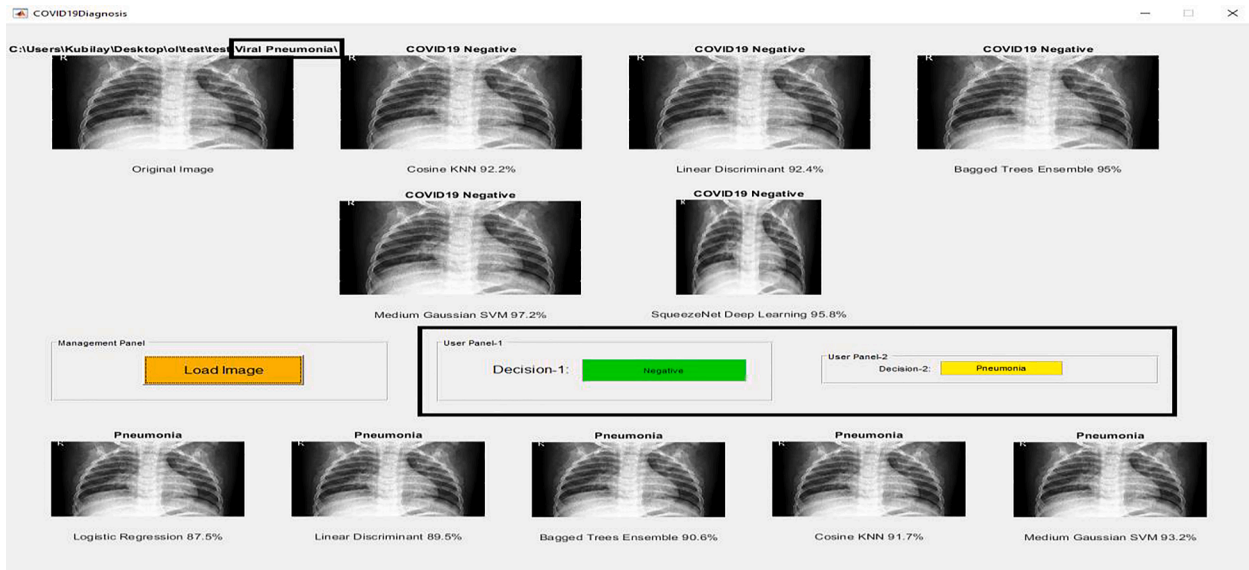 COVID19Diagnosis
C:\Users\Kubilay\Desktop\ol\test\test Viral Pneumonia\
COVID19 Negative
COVID19 Negative
COVID19 Negative
R
R
R
R
Original Image
Cosine KNN 92.2%
Linear Discriminant 92.4%
Bagged Trees Ensemble 95%
COVID19 Negative
COVID19 Negative
R
R
Medium Gaussian SVM 97.2%
SqueezeNet Deep Learning 95.8%
Management Panel
Load Image
User Panel-1
Decision-1:
Negative
User Panel-2
Decision-2:
Pneumonia
Pneumonia
Pneumonia
Pneumonia
Pneumonia
Pneumonia
R
R
R
R
R
Logistic Regression 87.5%
Linear Discriminant 89.5%
Bagged Trees Ensemble 90.6%
Cosine KNN 91.7%
Medium Gaussian SVM 93.2%